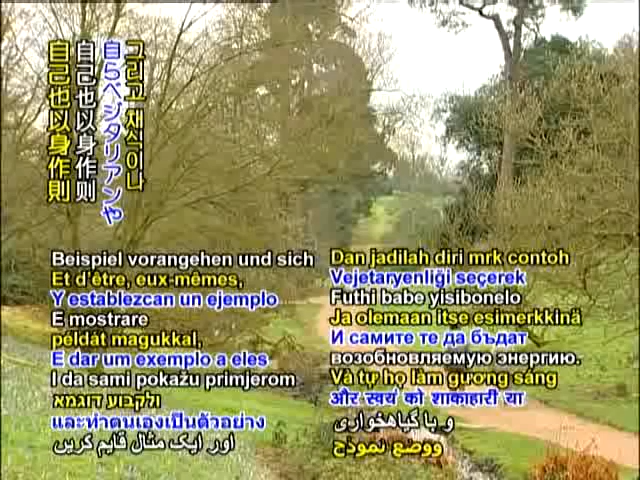 그리고 채식이나
自らベジタリアンや
自己也以身作则
自己也以身作則
Beispiel vorangehen und sich
Et d'être, eux-mêmes,
Y establezcan un ejemplo
E mostrare
példát magukkal,
E dar um exemplo a eles
I da sami pokažu primjerom
ולקבוע דוגמא
และทำตนเองเป็นตัวอย่าง
اور ایک مثال قایم کریں
Dan jadilah diri mrk contoh
Vejetaryenliği seçerek
Futhi babe yisibonelo
Ja olemaan itse esimerkkinä
И самите те да бъдат
возобновляемую энергию.
Và tự họ làm gương sáng
और स्वयं को शाकाहारी या
و با گیاهخواری
ووضع نموذج